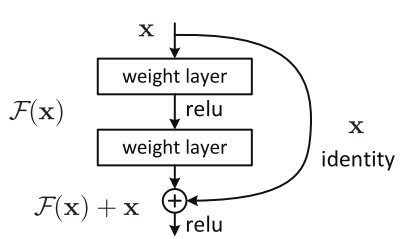 x
weight layer
relu
F(x)
weight layer
x
identity
F(x) + x
+
relu